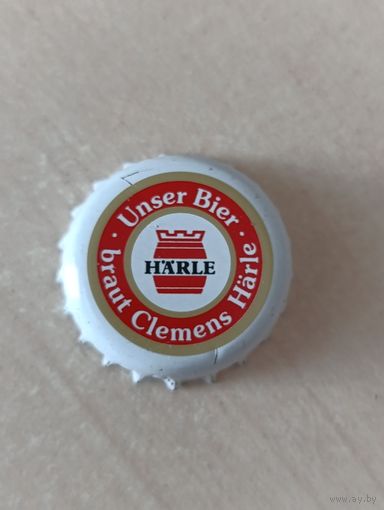 · Unser Bier ·
braut Clemens Härle
HÄRLE
www.ay.by